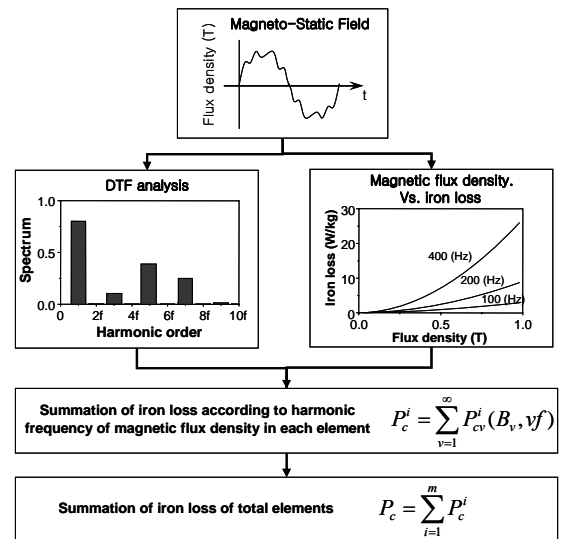 Magneto-Static Field
Flux density (T)
t
DTF analysis
Spectrum
1.0
0.5
0.0
0 2f 4f 6f 8f 10f
Harmonic order
Magnetic flux density.
Vs. iron loss
Iron loss (W/kg)
30
20
10
0
400 (Hz)
200 (Hz)
100 (Hz)
0.0 0.5 1.0
Flux density (T)
Summation of iron loss according to harmonic
frequency of magnetic flux density in each element
P_c^i = ∑_{v=1}^{∞} P_{cv}^i (B_v, vf)
Summation of iron loss of total elements
P_c = ∑_{i=1}^{m} P_c^i